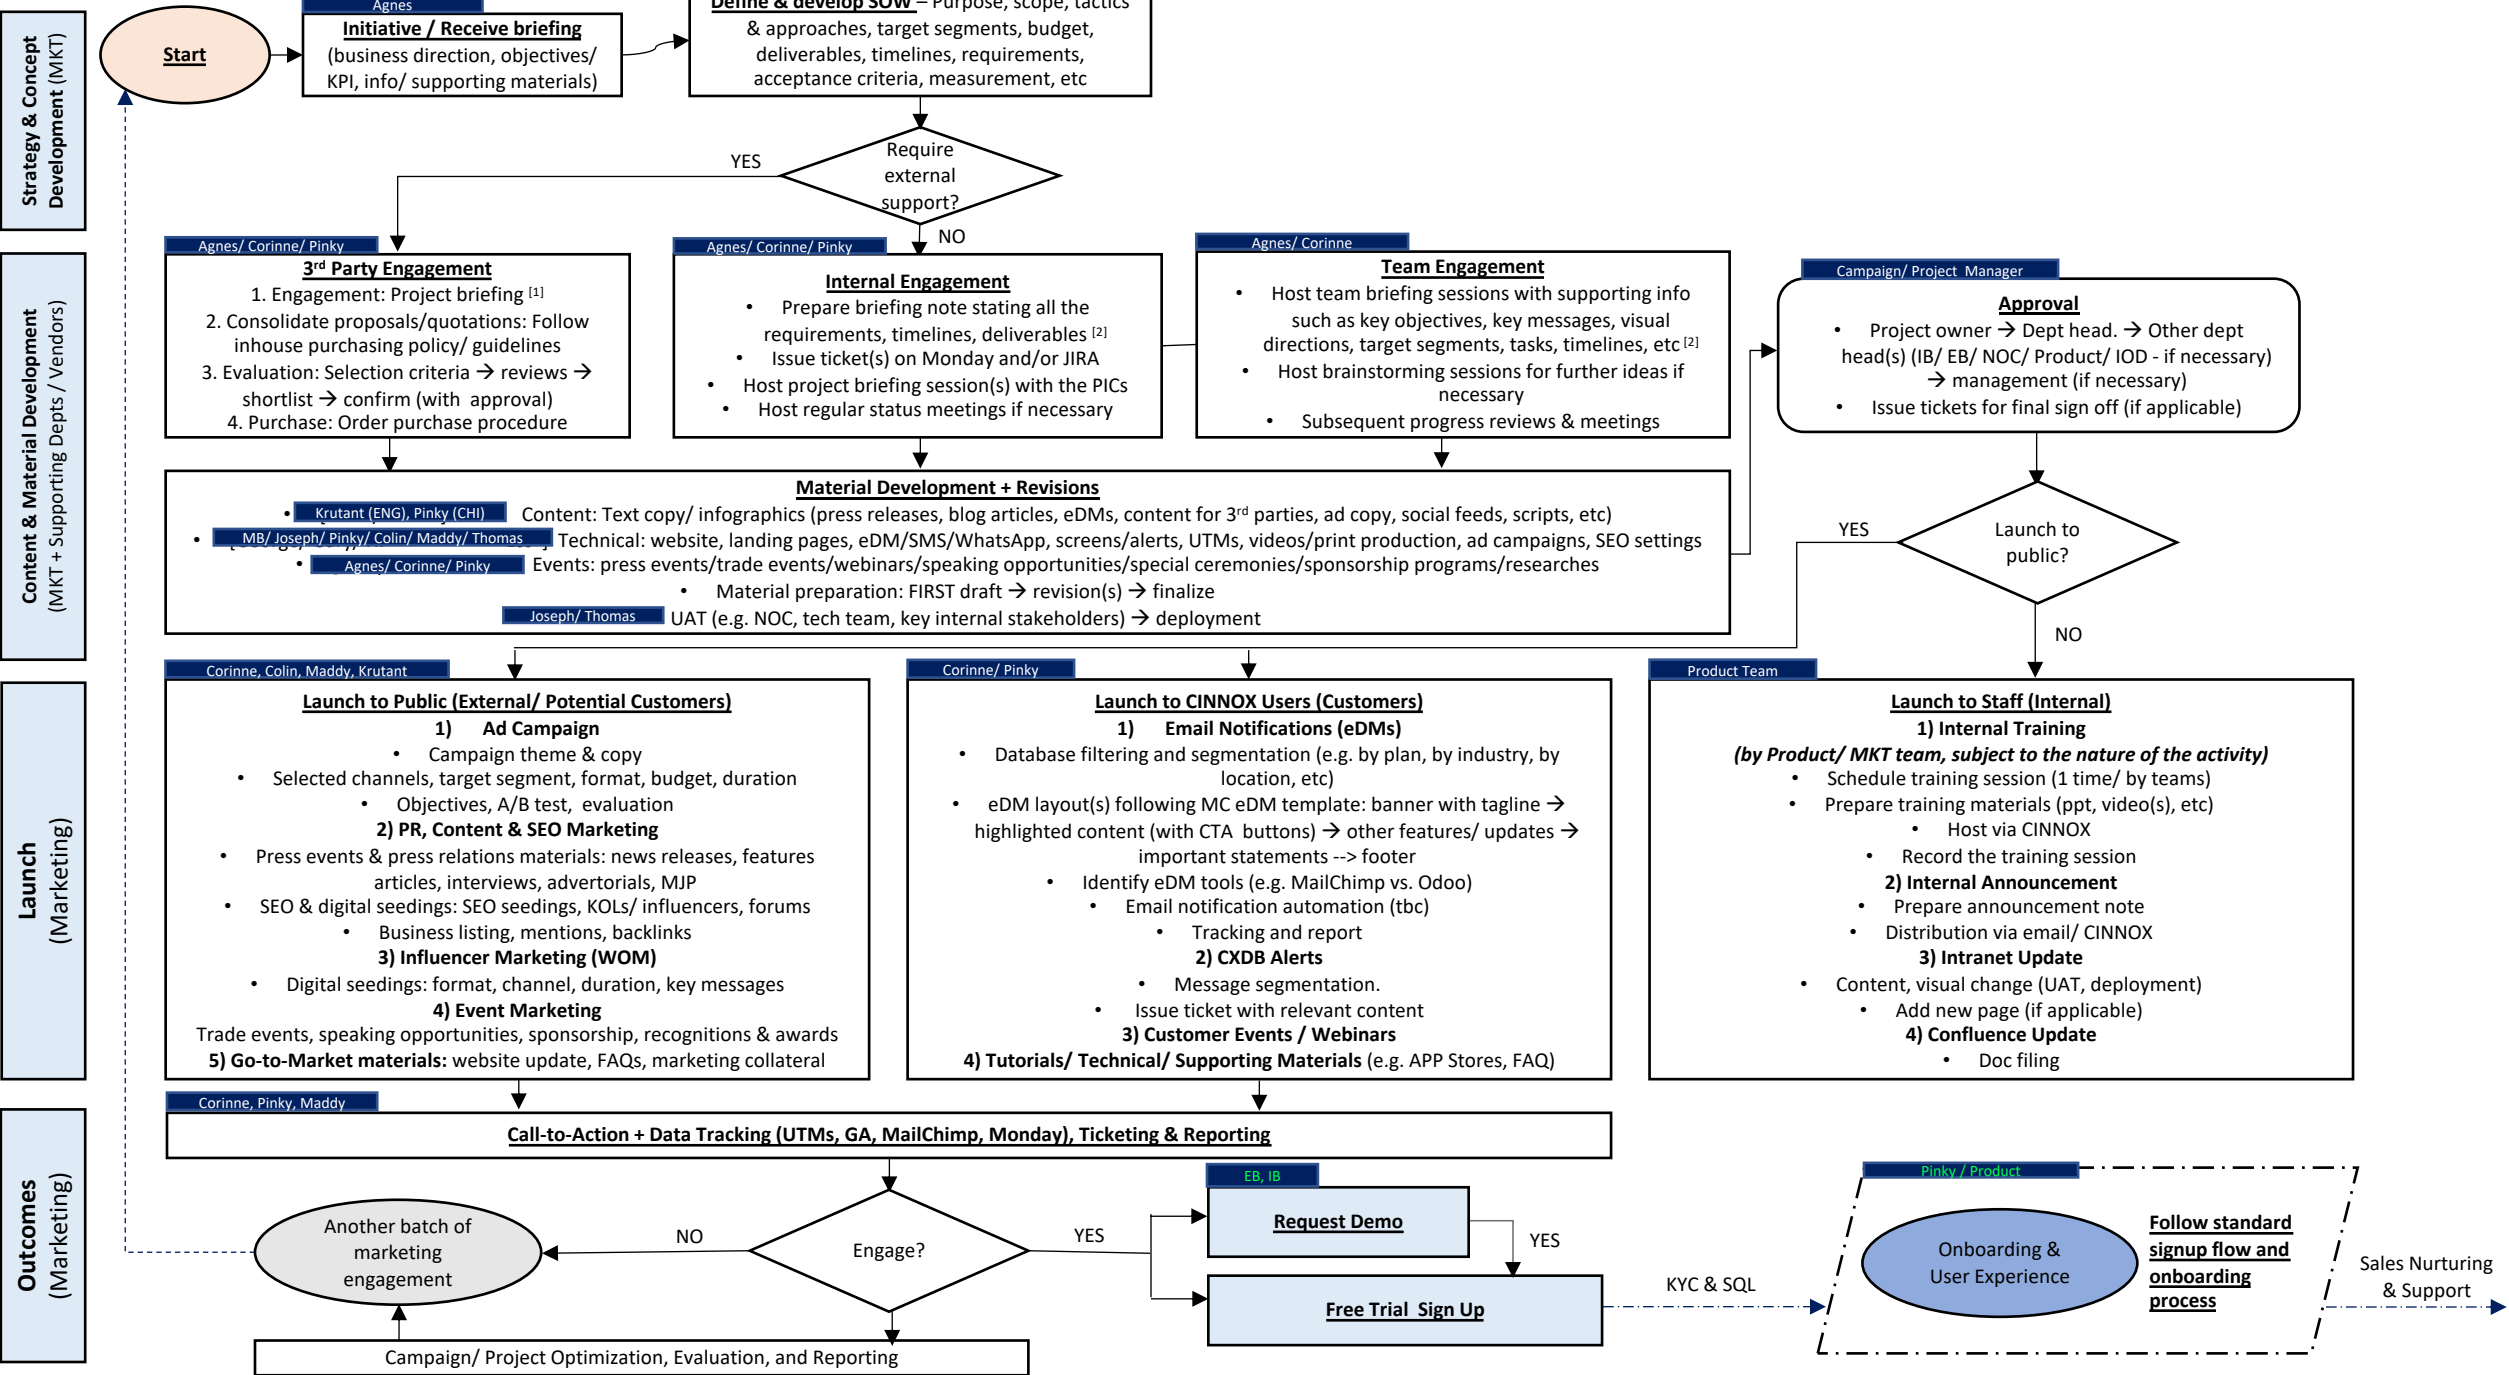 Strategy & Concept
Development (MKT)
Start
Agnes
Initiative / Receive briefing
(business direction, objectives/
KPI, info/ supporting materials)
Define & develop SOW – Purpose, scope, tactics
& approaches, target segments, budget,
deliverables, timelines, requirements,
acceptance criteria, measurement, etc
Require
external
support?
YES
NO
Content & Material Development
(MKT + Supporting Depts / Vendors)
Agnes/ Corinne/ Pinky
3rd Party Engagement
1. Engagement: Project briefing [1]
2. Consolidate proposals/quotations: Follow
inhouse purchasing policy/ guidelines
3. Evaluation: Selection criteria → reviews →
shortlist → confirm (with  approval)
4. Purchase: Order purchase procedure
Agnes/ Corinne/ Pinky
Internal Engagement
• Prepare briefing note stating all the
requirements, timelines, deliverables [2]
• Issue ticket(s) on Monday and/or JIRA
• Host project briefing session(s) with the PICs
• Host regular status meetings if necessary
Agnes/ Corinne
Team Engagement
• Host team briefing sessions with supporting info
such as key objectives, key messages, visual
directions, target segments, tasks, timelines, etc [2]
• Host brainstorming sessions for further ideas if
necessary
• Subsequent progress reviews & meetings
Campaign/ Project  Manager
Approval
• Project owner → Dept head. → Other dept
head(s) (IB/ EB/ NOC/ Product/ IOD - if necessary)
→ management (if necessary)
• Issue tickets for final sign off (if applicable)
Material Development + Revisions
• Krutant (ENG), Pinky (CHI) Content: Text copy/ infographics (press releases, blog articles, eDMs, content for 3rd parties, ad copy, social feeds, scripts, etc)
• MB/ Joseph/ Pinky/ Colin/ Maddy/ Thomas Technical: website, landing pages, eDM/SMS/WhatsApp, screens/alerts, UTMs, videos/print production, ad campaigns, SEO settings
• Agnes/ Corinne/ Pinky Events: press events/trade events/webinars/speaking opportunities/special ceremonies/sponsorship programs/researches
• Material preparation: FIRST draft → revision(s) → finalize
Joseph/ Thomas UAT (e.g. NOC, tech team, key internal stakeholders) → deployment
Launch to
public?
YES
NO
Launch
(Marketing)
Corinne, Colin, Maddy, Krutant
Launch to Public (External/ Potential Customers)
1) Ad Campaign
• Campaign theme & copy
• Selected channels, target segment, format, budget, duration
• Objectives, A/B test,  evaluation
2) PR, Content & SEO Marketing
• Press events & press relations materials: news releases, features
articles, interviews, advertorials, MJP
• SEO & digital seedings: SEO seedings, KOLs/ influencers, forums
• Business listing, mentions, backlinks
3) Influencer Marketing (WOM)
• Digital seedings: format, channel, duration, key messages
4) Event Marketing
Trade events, speaking opportunities, sponsorship, recognitions & awards
5) Go-to-Market materials: website update, FAQs, marketing collateral
Corinne/ Pinky
Launch to CINNOX Users (Customers)
1) Email Notifications (eDMs)
• Database filtering and segmentation (e.g. by plan, by industry, by
location, etc)
• eDM layout(s) following MC eDM template: banner with tagline →
highlighted content (with CTA  buttons) → other features/ updates →
important statements --> footer
• Identify eDM tools (e.g. MailChimp vs. Odoo)
• Email notification automation (tbc)
• Tracking and report
2) CXDB Alerts
• Message segmentation.
• Issue ticket with relevant content
3) Customer Events / Webinars
4) Tutorials/ Technical/ Supporting Materials (e.g. APP Stores, FAQ)
Product Team
Launch to Staff (Internal)
1) Internal Training
(by Product/ MKT team, subject to the nature of the activity)
• Schedule training session (1 time/ by teams)
• Prepare training materials (ppt, video(s), etc)
• Host via CINNOX
• Record the training session
2) Internal Announcement
• Prepare announcement note
• Distribution via email/ CINNOX
3) Intranet Update
• Content, visual change (UAT, deployment)
• Add new page (if applicable)
4) Confluence Update
• Doc filing
Outcomes
(Marketing)
Corinne, Pinky, Maddy
Call-to-Action + Data Tracking (UTMs, GA, MailChimp, Monday), Ticketing & Reporting
Another batch of
marketing
engagement
NO
Engage?
YES
EB, IB
Request Demo
YES
Free Trial  Sign Up
KYC & SQL
Pinky / Product
Onboarding &
User Experience
Follow standard
signup flow and
onboarding
process
Sales Nurturing
& Support
Campaign/ Project Optimization, Evaluation, and Reporting